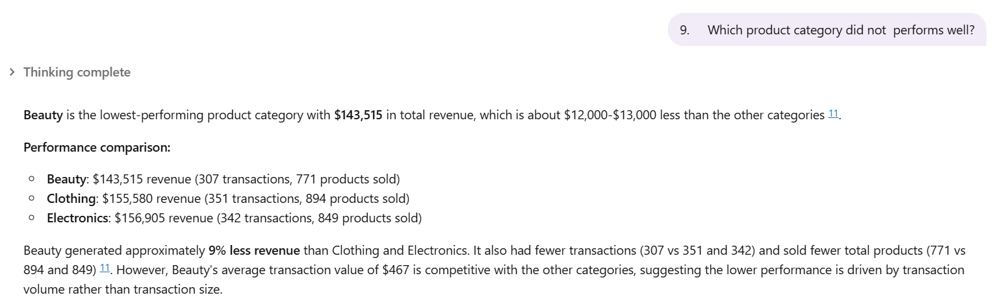 9. Which product category did not performs well?
Thinking complete
Beauty is the lowest-performing product category with $143,515 in total revenue, which is about $12,000-$13,000 less than the other categories 11.
Performance comparison:
Beauty: $143,515 revenue (307 transactions, 771 products sold)
Clothing: $155,580 revenue (351 transactions, 894 products sold)
Electronics: $156,905 revenue (342 transactions, 849 products sold)
Beauty generated approximately 9% less revenue than Clothing and Electronics. It also had fewer transactions (307 vs 351 and 342) and sold fewer total products (771 vs
894 and 849) 11. However, Beauty's average transaction value of $467 is competitive with the other categories, suggesting the lower performance is driven by transaction
volume rather than transaction size.